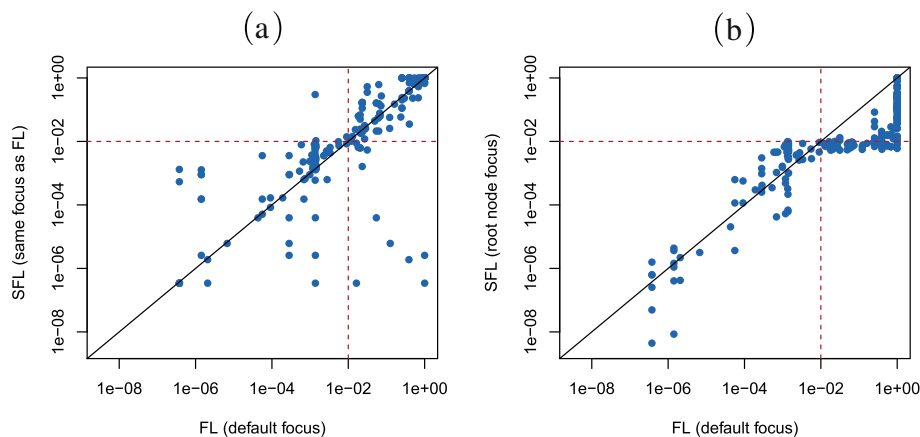 (a)
(b)
SFL (same focus as FL)
1e+00
1e−02
1e−04
1e−06
1e−08
1e−08
1e−06
1e−04
1e−02
1e+00
FL (default focus)
SFL (root node focus)
1e+00
1e−02
1e−04
1e−06
1e−08
1e−08
1e−06
1e−04
1e−02
1e+00
FL (default focus)